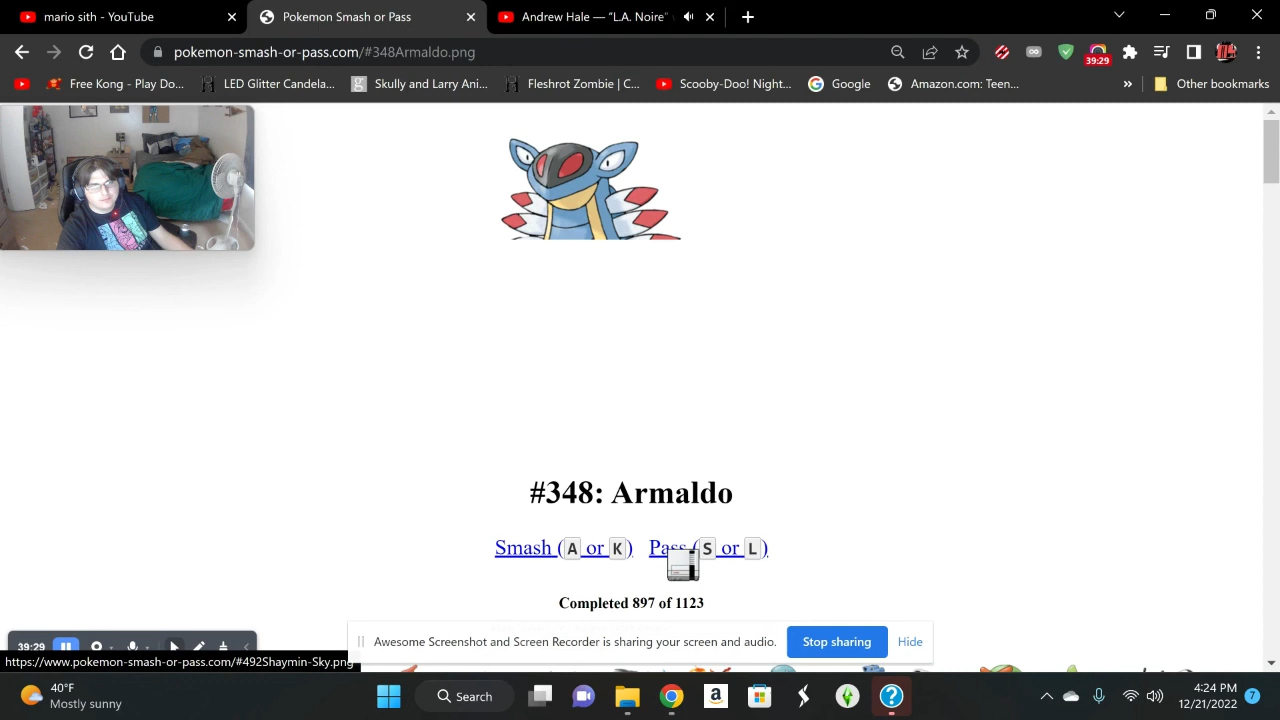 mario sith - YouTube
Pokemon Smash or Pass
Andrew Hale — "L.A. Noire"
pokemon-smash-or-pass.com/#348Armaldo.png
39:29
Free Kong - Play Do...
LED Glitter Candela...
Skully and Larry Ani...
Fleshrot Zombie | C...
Scooby-Doo! Night...
Google
Amazon.com: Teen...
»
Other bookmarks
#348: Armaldo
Smash (A or K)
Pass (S or L)
Completed 897 of 1123
39:29
Awesome Screenshot and Screen Recorder is sharing your screen and audio.
Stop sharing
Hide
https://www.pokemon-smash-or-pass.com/#492Shaymin-Sky.png
40°F
Mostly sunny
Search
4:24 PM
12/21/2022
7